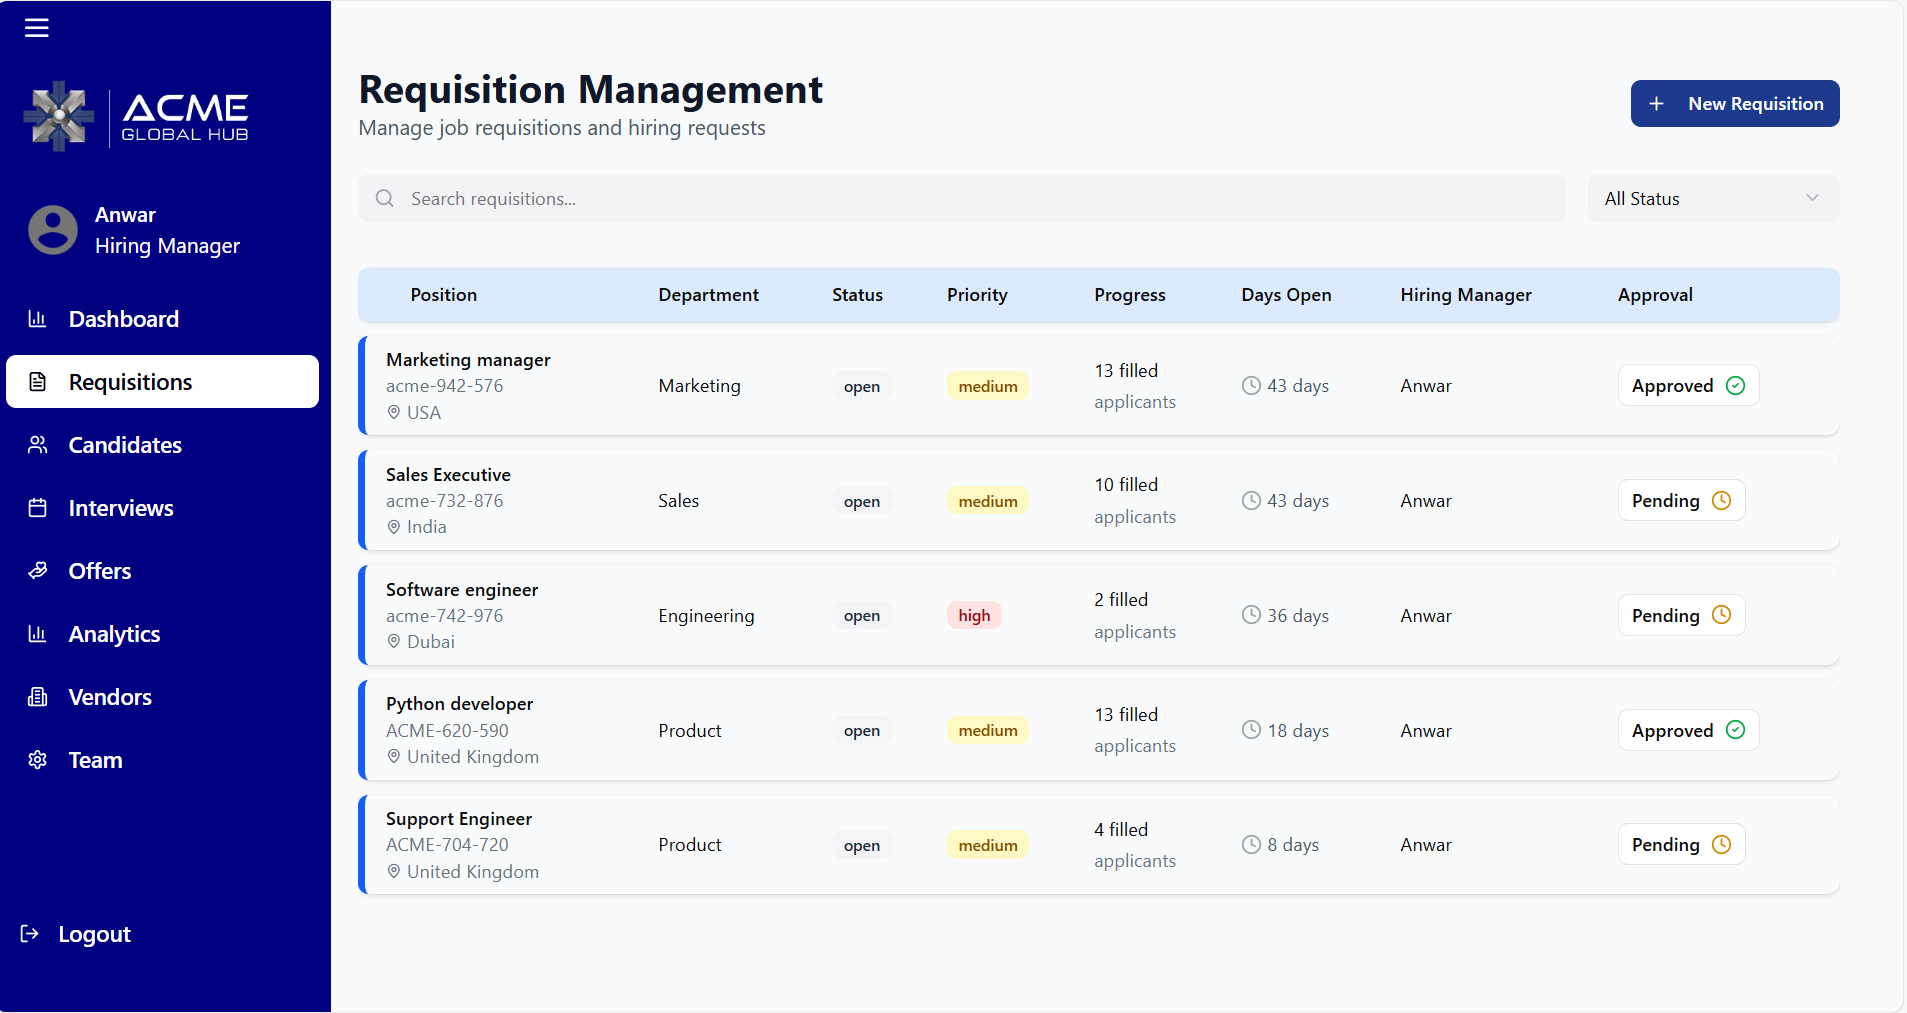 ACME
GLOBAL HUB
Anwar
Hiring Manager
Dashboard
Requisitions
Candidates
Interviews
Offers
Analytics
Vendors
Team
Logout
Requisition Management
Manage job requisitions and hiring requests
+ New Requisition
Search requisitions...
All Status
Position Department Status Priority Progress Days Open Hiring Manager Approval
Marketing manager
acme-942-576
USA
Marketing
open
medium
13 filled
applicants
43 days
Anwar
Approved
Sales Executive
acme-732-876
India
Sales
open
medium
10 filled
applicants
43 days
Anwar
Pending
Software engineer
acme-742-976
Dubai
Engineering
open
high
2 filled
applicants
36 days
Anwar
Pending
Python developer
ACME-620-590
United Kingdom
Product
open
medium
13 filled
applicants
18 days
Anwar
Approved
Support Engineer
ACME-704-720
United Kingdom
Product
open
medium
4 filled
applicants
8 days
Anwar
Pending